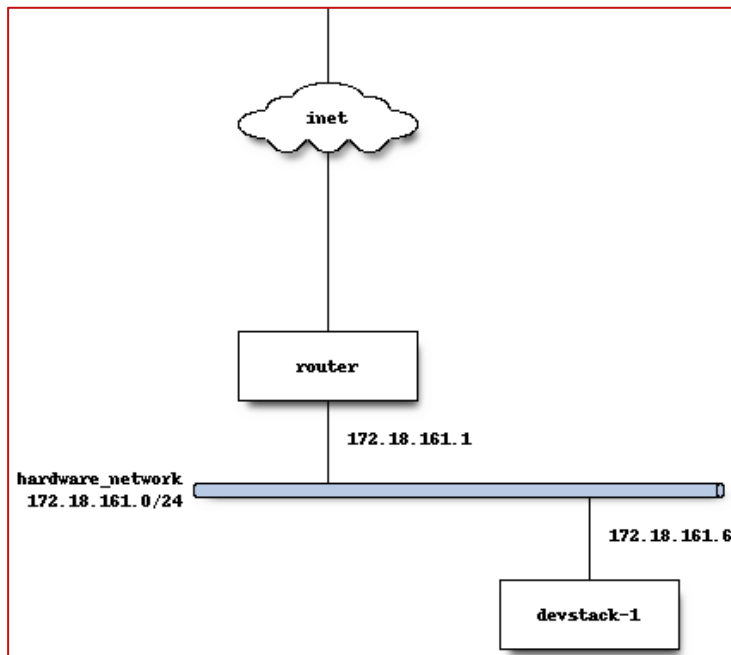 inet
router
172.18.161.1
hardware_network
172.18.161.0/24
172.18.161.6
devstack-1